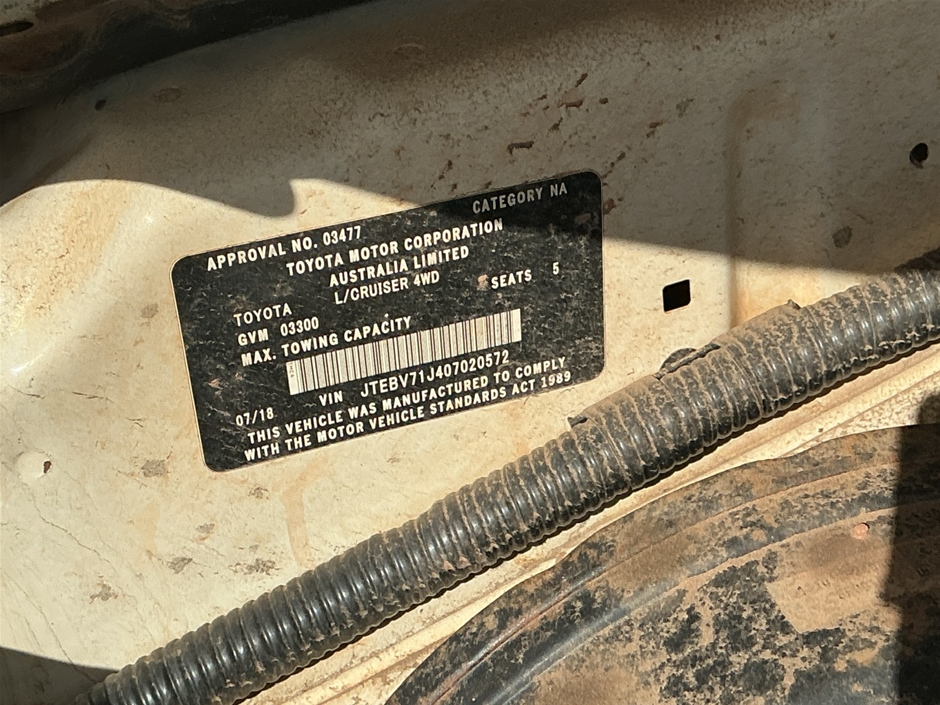 APPROVAL NO. 03477 CATEGORY NA
TOYOTA MOTOR CORPORATION
AUSTRALIA LIMITED
TOYOTA L/CRUISER 4WD
GVM 03300 SEATS 5
MAX. TOWING CAPACITY
07/18 VIN JTEBV71J407020572
THIS VEHICLE WAS MANUFACTURED TO COMPLY
WITH THE MOTOR VEHICLE STANDARDS ACT 1989